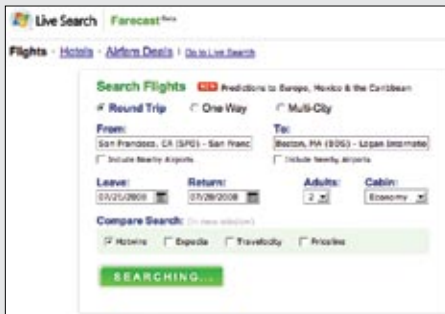 Live Search Farecast Beta
Flights · Hotels · Airfare Deals | Go to Live Search
Search Flights NEW Predictions to Europe, Mexico & the Caribbean
Round Trip One Way Multi-City
From: To:
San Francisco, CA (SFO) - San Franc Boston, MA (BOS) - Logan Internatio
Include Nearby Airports Include Nearby Airports
Leave: Return: Adults: Cabin:
07/21/2008 07/28/2008 2 Economy
Compare Search: (in new window)
Hotwire Expedia Travelocity Priceline
SEARCHING...